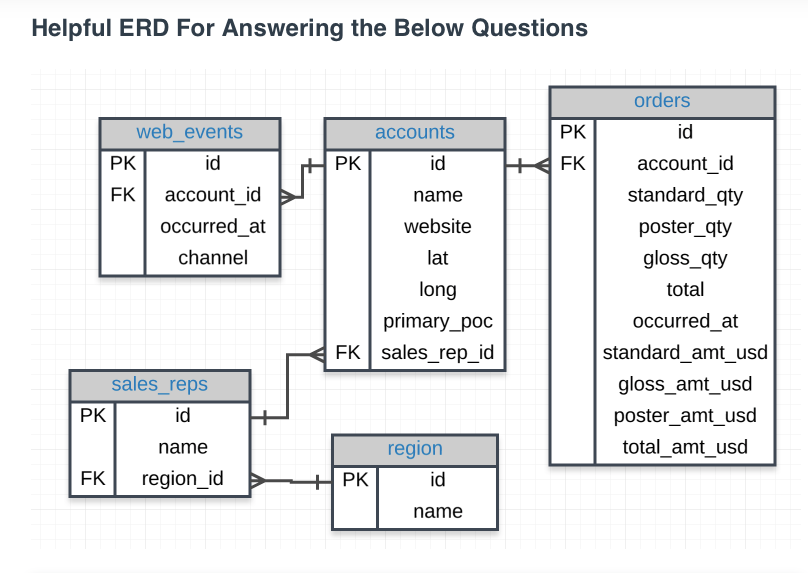 Helpful ERD For Answering the Below Questions
web_events
PK id
FK account_id
occurred_at
channel
accounts
PK id
name
website
lat
long
primary_poc
FK sales_rep_id
orders
PK id
FK account_id
standard_qty
poster_qty
gloss_qty
total
occurred_at
standard_amt_usd
gloss_amt_usd
poster_amt_usd
total_amt_usd
sales_reps
PK id
name
FK region_id
region
PK id
name